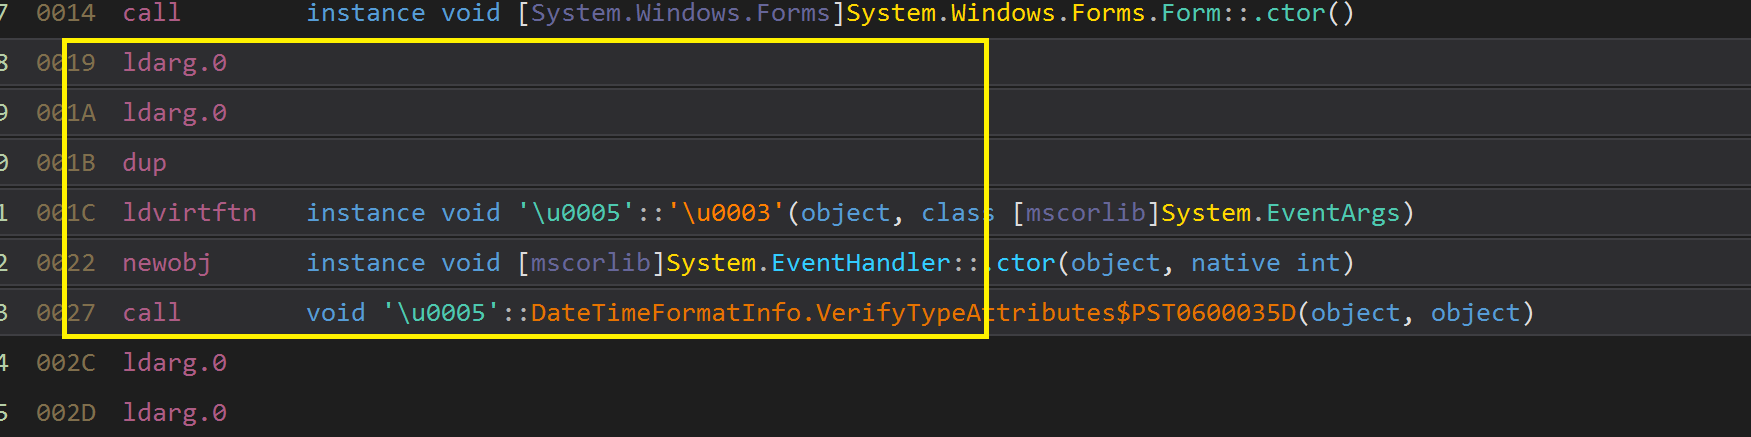 7 0014 call instance void [System.Windows.Forms]System.Windows.Forms.Form::.ctor()
8 0019 ldarg.0
9 001A ldarg.0
0 001B dup
1 001C ldvirtftn instance void '\u0005'::'\u0003'(object, class [mscorlib]System.EventArgs)
2 0022 newobj instance void [mscorlib]System.EventHandler::.ctor(object, native int)
3 0027 call void '\u0005'::DateTimeFormatInfo.VerifyTypeAttributes$PST0600035D(object, object)
4 002C ldarg.0
5 002D ldarg.0